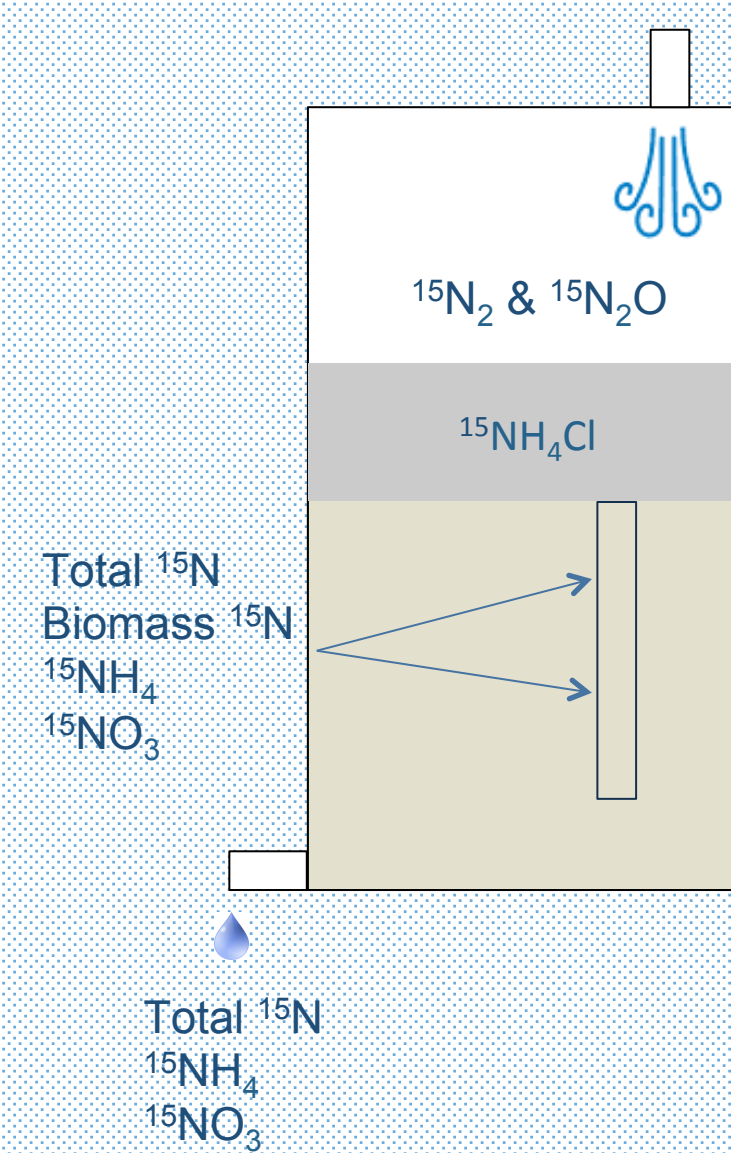 ¹⁵N₂ & ¹⁵N₂O
¹⁵NH₄Cl
Total ¹⁵N
Biomass ¹⁵N
¹⁵NH₄
¹⁵NO₃
Total ¹⁵N
¹⁵NH₄
¹⁵NO₃